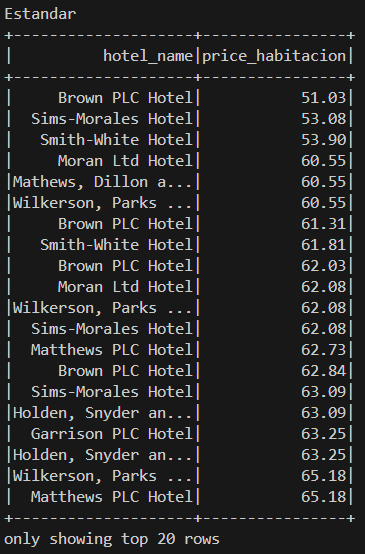 Estandar
+--------------------+----------------+
|          hotel_name|price_habitacion|
+--------------------+----------------+
|     Brown PLC Hotel|           51.03|
|  Sims-Morales Hotel|           53.08|
|   Smith-White Hotel|           53.90|
|     Moran Ltd Hotel|           60.55|
|Mathews, Dillon a...|           60.55|
|Wilkerson, Parks ...|           60.55|
|     Brown PLC Hotel|           61.31|
|   Smith-White Hotel|           61.81|
|     Brown PLC Hotel|           62.03|
|     Moran Ltd Hotel|           62.08|
|Wilkerson, Parks ...|           62.08|
|  Sims-Morales Hotel|           62.08|
|  Matthews PLC Hotel|           62.73|
|     Brown PLC Hotel|           62.84|
|  Sims-Morales Hotel|           63.09|
|Holden, Snyder an...|           63.09|
|  Garrison PLC Hotel|           63.25|
|Holden, Snyder an...|           63.25|
|Wilkerson, Parks ...|           65.18|
|  Matthews PLC Hotel|           65.18|
+--------------------+----------------+
only showing top 20 rows